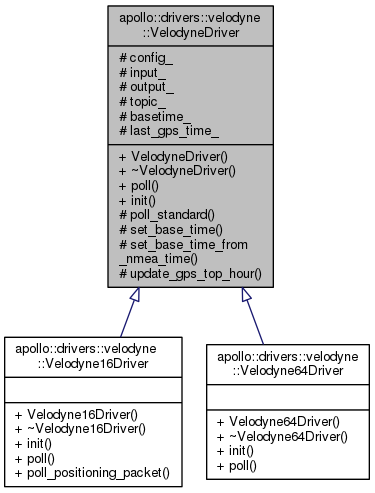 apollo::drivers::velodyne
::VelodyneDriver
# config_
# input_
# output_
# topic_
# basetime_
# last_gps_time_
+ VelodyneDriver()
+ ~VelodyneDriver()
+ poll()
+ init()
# poll_standard()
# set_base_time()
# set_base_time_from
_nmea_time()
# update_gps_top_hour()
apollo::drivers::velodyne
::Velodyne16Driver
+ Velodyne16Driver()
+ ~Velodyne16Driver()
+ init()
+ poll()
+ poll_positioning_packet()
apollo::drivers::velodyne
::Velodyne64Driver
+ Velodyne64Driver()
+ ~Velodyne64Driver()
+ init()
+ poll()